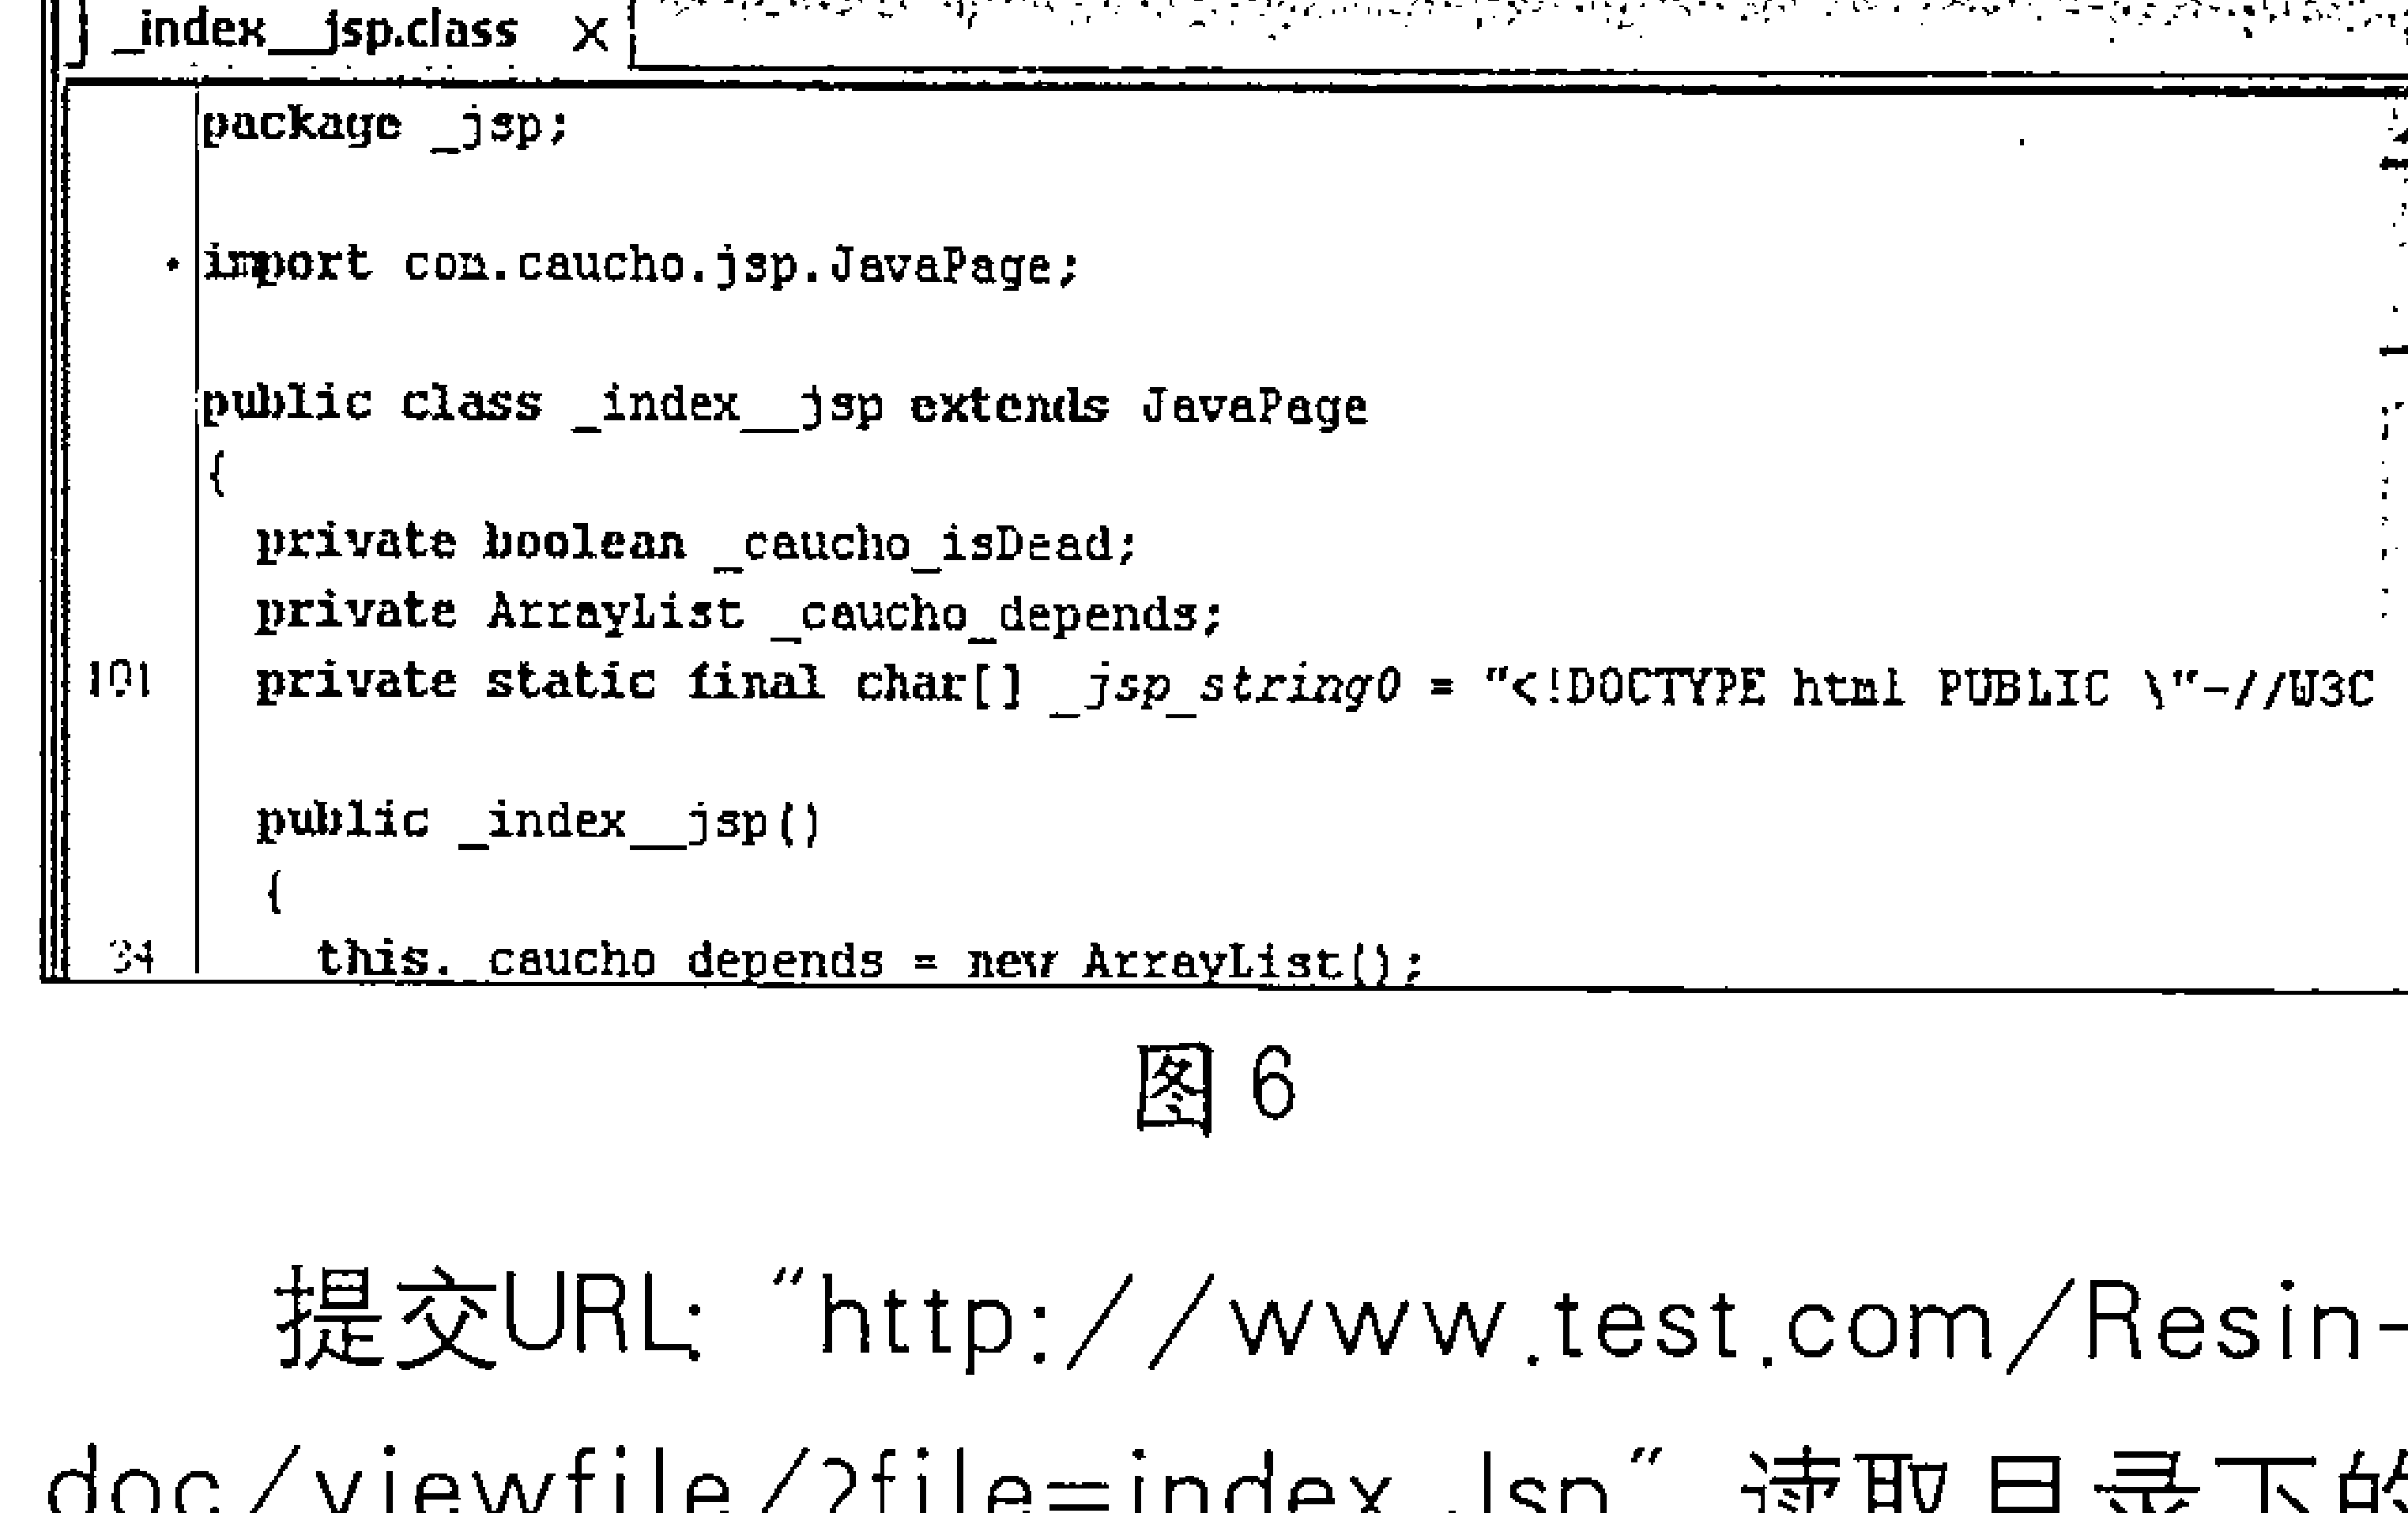 _index__jsp.class X
package _jsp;
import com.caucho.jsp.JavaPage;
public class _index__jsp extends JavaPage
{
private boolean _caucho_isDead;
private ArrayList _caucho_depends;
101 private static final char[] _jsp_string0 = "<!DOCTYPE html PUBLIC \"-//W3C
public _index__jsp()
{
34 this._caucho_depends = new ArrayList();
图 6
提交URL: "http://www.test.com/Resin-
doc/viewfile/?file=index.Jsp" 读取目录下的